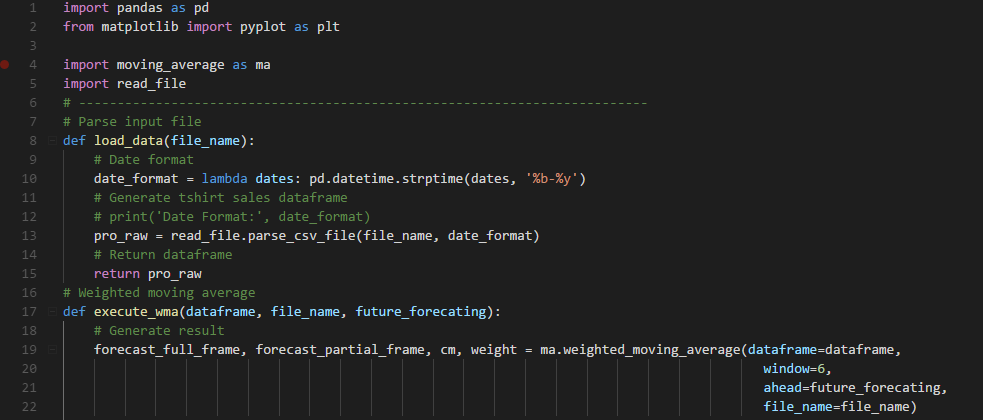 1 import pandas as pd
2 from matplotlib import pyplot as plt
3
4 import moving_average as ma
5 import read_file
6 # --------------------------------------------------------------------------
7 # Parse input file
8 def load_data(file_name):
9     # Date format
10     date_format = lambda dates: pd.datetime.strptime(dates, '%b-%y')
11     # Generate tshirt sales dataframe
12     # print('Date Format:', date_format)
13     pro_raw = read_file.parse_csv_file(file_name, date_format)
14     # Return dataframe
15     return pro_raw
16 # Weighted moving average
17 def execute_wma(dataframe, file_name, future_forecating):
18     # Generate result
19     forecast_full_frame, forecast_partial_frame, cm, weight = ma.weighted_moving_average(dataframe=dataframe,
20                                                                                            window=6,
21                                                                                            ahead=future_forecating,
22                                                                                            file_name=file_name)